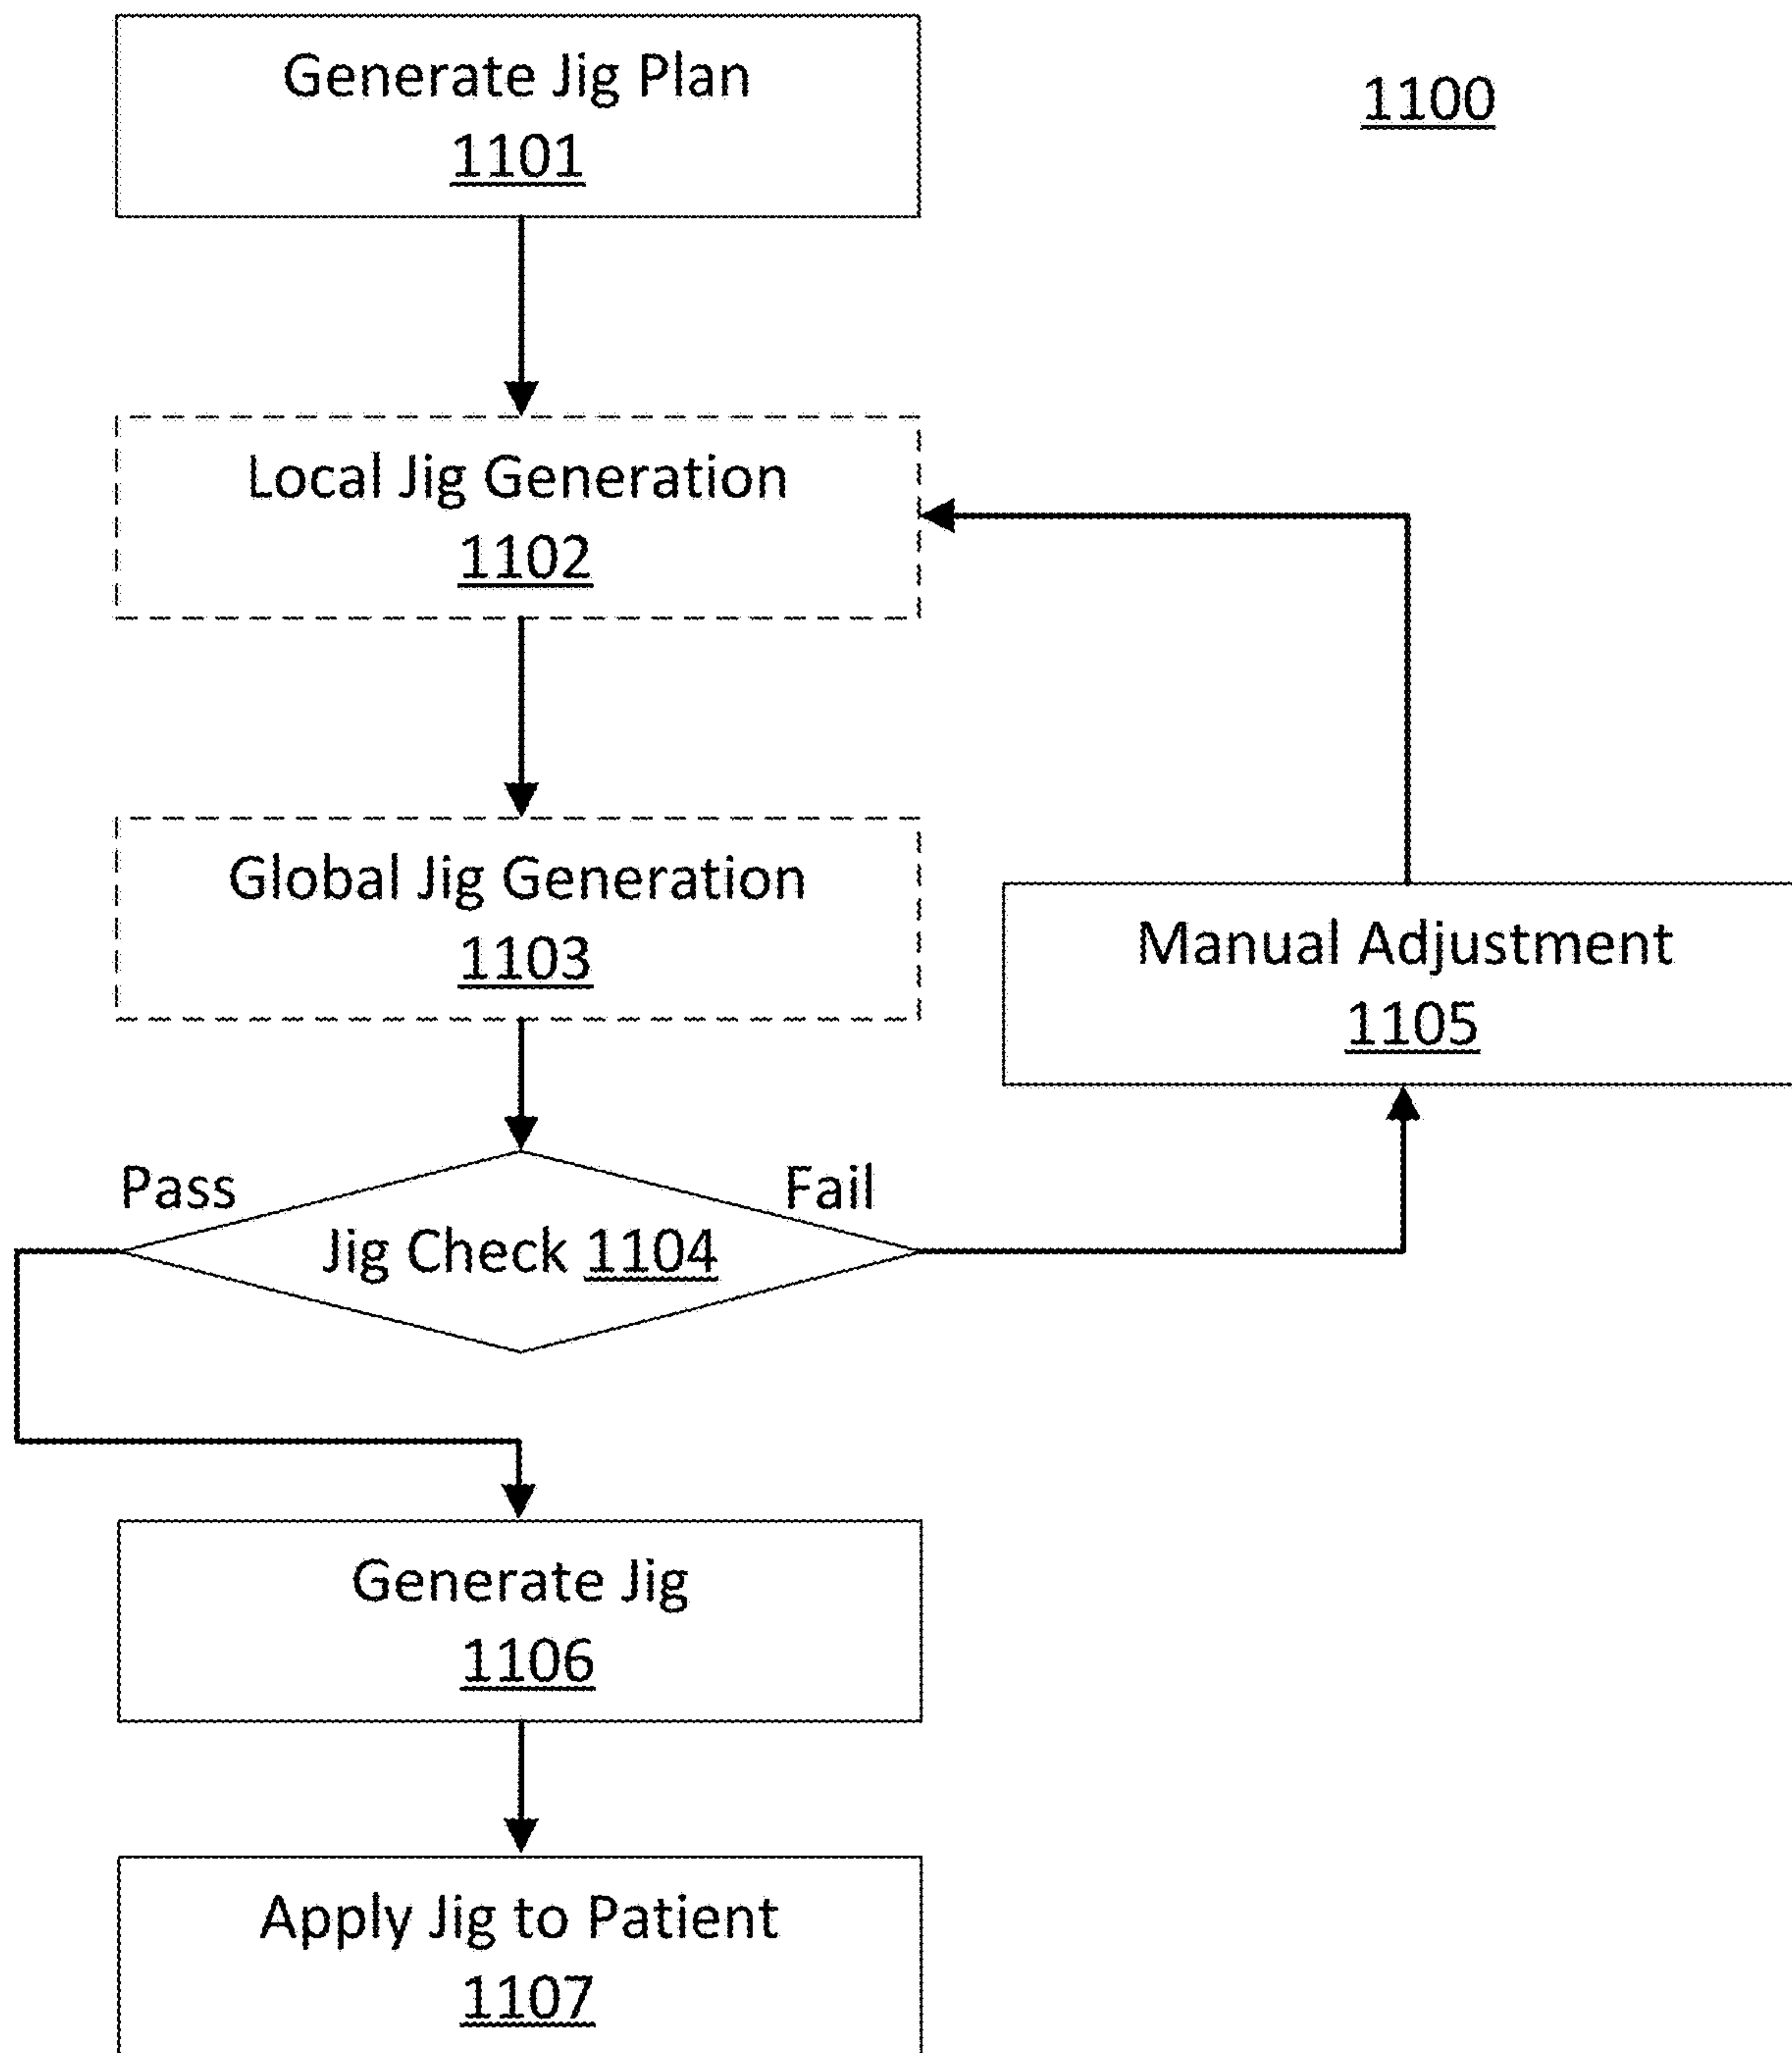 Generate Jig Plan
1101
1100
Local Jig Generation
1102
Global Jig Generation
1103
Manual Adjustment
1105
Pass
Fail
Jig Check 1104
Generate Jig
1106
Apply Jig to Patient
1107